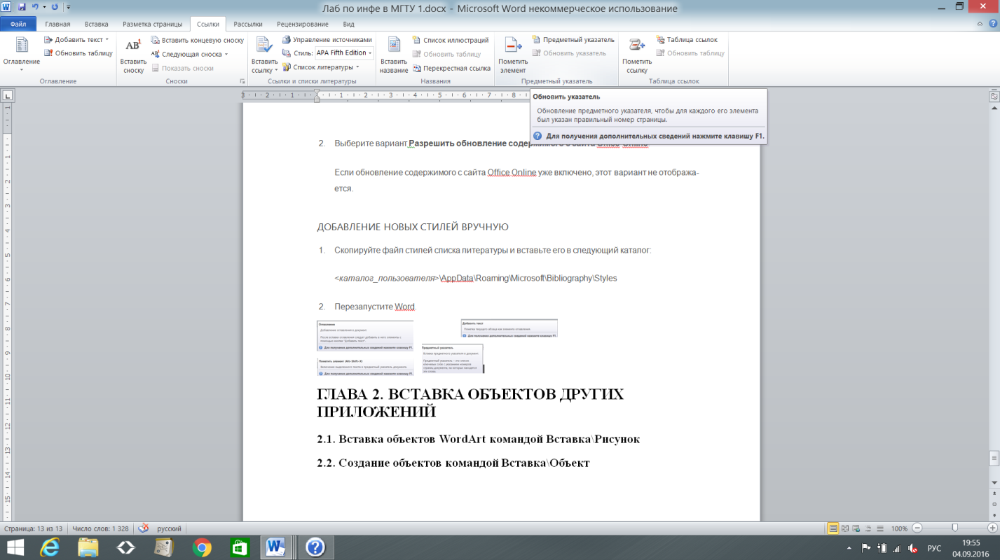 Лаб по инфе в МГТУ 1.docx - Microsoft Word некоммерческое использование
Файл Главная Вставка Разметка страницы Ссылки Рассылки Рецензирование Вид
Оглавление
Добавить текст
Обновить таблицу
Оглавление
AB¹
Вставить сноску
Вставить концевую сноску
Следующая сноска
Показать сноски
Сноски
Вставить ссылку
Управление источниками
Стиль: APA Fifth Edition
Список литературы
Ссылки и списки литературы
Вставить название
Список иллюстраций
Обновить таблицу
Перекрестная ссылка
Названия
Пометить элемент
Предметный указатель
Обновить указатель
Предметный указатель
Пометить ссылку
Таблица ссылок
Обновить таблицу
Таблица ссылок
3 2 1 1 2 3 4 5 6 7 8
Обновить указатель
Обновление предметного указателя, чтобы для каждого его элемента
был указан правильный номер страницы.
Для получения дополнительных сведений нажмите клавишу F1.
2. Выберите вариант Разрешить обновление содержимого с сайта Office Online.
Если обновление содержимого с сайта Office Online уже включено, этот вариант не отобража-
ется.
ДОБАВЛЕНИЕ НОВЫХ СТИЛЕЙ ВРУЧНУЮ
1. Скопируйте файл стилей списка литературы и вставьте его в следующий каталог:
<каталог_пользователя>\AppData\Roaming\Microsoft\Bibliography\Styles
2. Перезапустите Word.
Оглавление
Добавление оглавления в документ.
После вставки оглавления следует добавить в него элементы с
помощью кнопки "Добавить текст".
Для получения дополнительных сведений нажмите клавишу F1.
Добавить текст
Пометка текущего абзаца как элемента оглавления.
Для получения дополнительных сведений нажмите клавишу F1.
Пометить элемент (Alt+Shift+X)
Включение выделенного текста в предметный указатель документа.
Для получения дополнительных сведений нажмите клавишу F1.
Предметный указатель
Вставка предметного указателя в документ.
Предметный указатель – это список
ключевых слов с указанием номеров
страниц документа, на которых находятся
эти слова.
ГЛАВА 2. ВСТАВКА ОБЪЕКТОВ ДРУГИХ
ПРИЛОЖЕНИЙ
2.1. Вставка объектов WordArt командой Вставка\Рисунок
2.2. Создание объектов командой Вставка\Объект
Страница: 13 из 13 Число слов: 1 328 русский 100%
РУС
19:55
04.09.2016